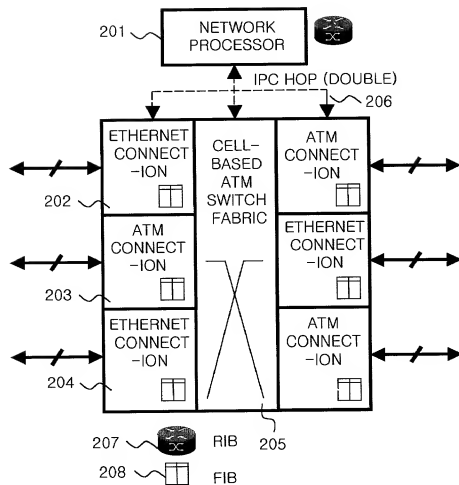 201
NETWORK
PROCESSOR
IPC HOP (DOUBLE)
206
ETHERNET
CONNECT
-ION
202
CELL-
BASED
ATM
SWITCH
FABRIC
ATM
CONNECT
-ION
ATM
CONNECT
-ION
203
ETHERNET
CONNECT
-ION
ETHERNET
CONNECT
-ION
204
ATM
CONNECT
-ION
205
207
RIB
208
FIB